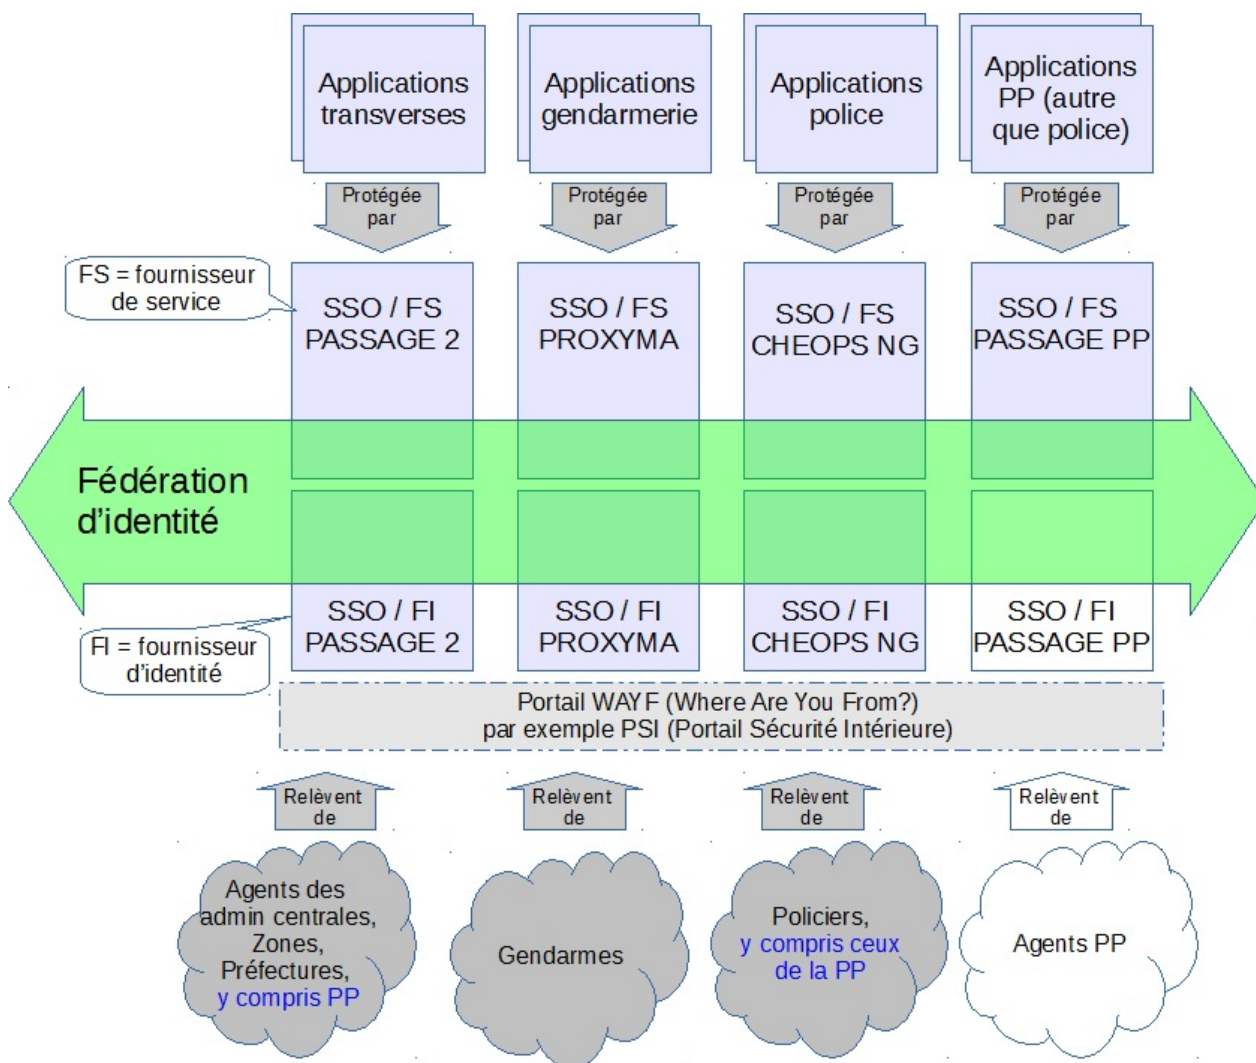 Applications
transverses
Applications
gendarmerie
Applications
police
Applications
PP (autre
que police)
Protégée
par
Protégée
par
Protégée
par
Protégée
par
FS = fournisseur
de service
SSO / FS
PASSAGE 2
SSO / FS
PROXYMA
SSO / FS
CHEOPS NG
SSO / FS
PASSAGE PP
Fédération
d'identité
FI = fournisseur
d'identité
SSO / FI
PASSAGE 2
SSO / FI
PROXYMA
SSO / FI
CHEOPS NG
SSO / FI
PASSAGE PP
Portail WAYF (Where Are You From?)
par exemple PSI (Portail Sécurité Intérieure)
Relèvent
de
Relèvent
de
Relèvent
de
Relèvent
de
Agents des
admin centrales,
Zones,
Préfectures,
y compris PP
Gendarmes
Policiers,
y compris ceux
de la PP
Agents PP